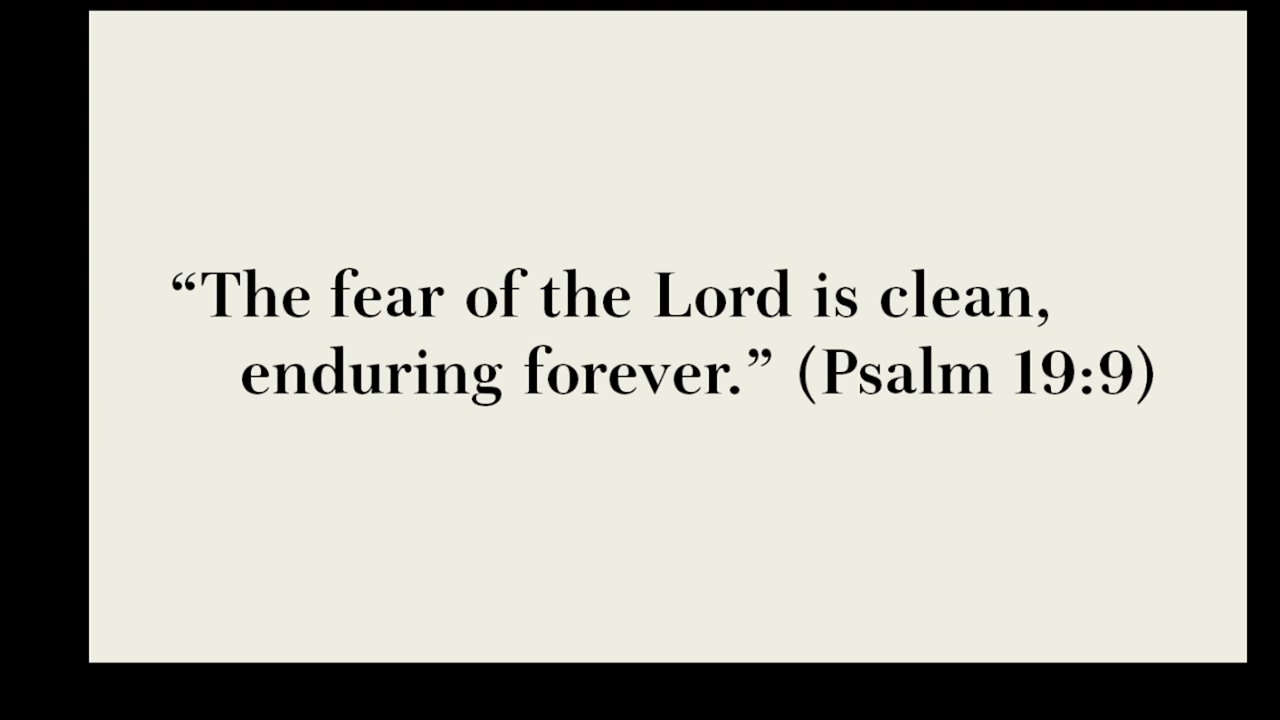 “The fear of the Lord is clean,
enduring forever.” (Psalm 19:9)